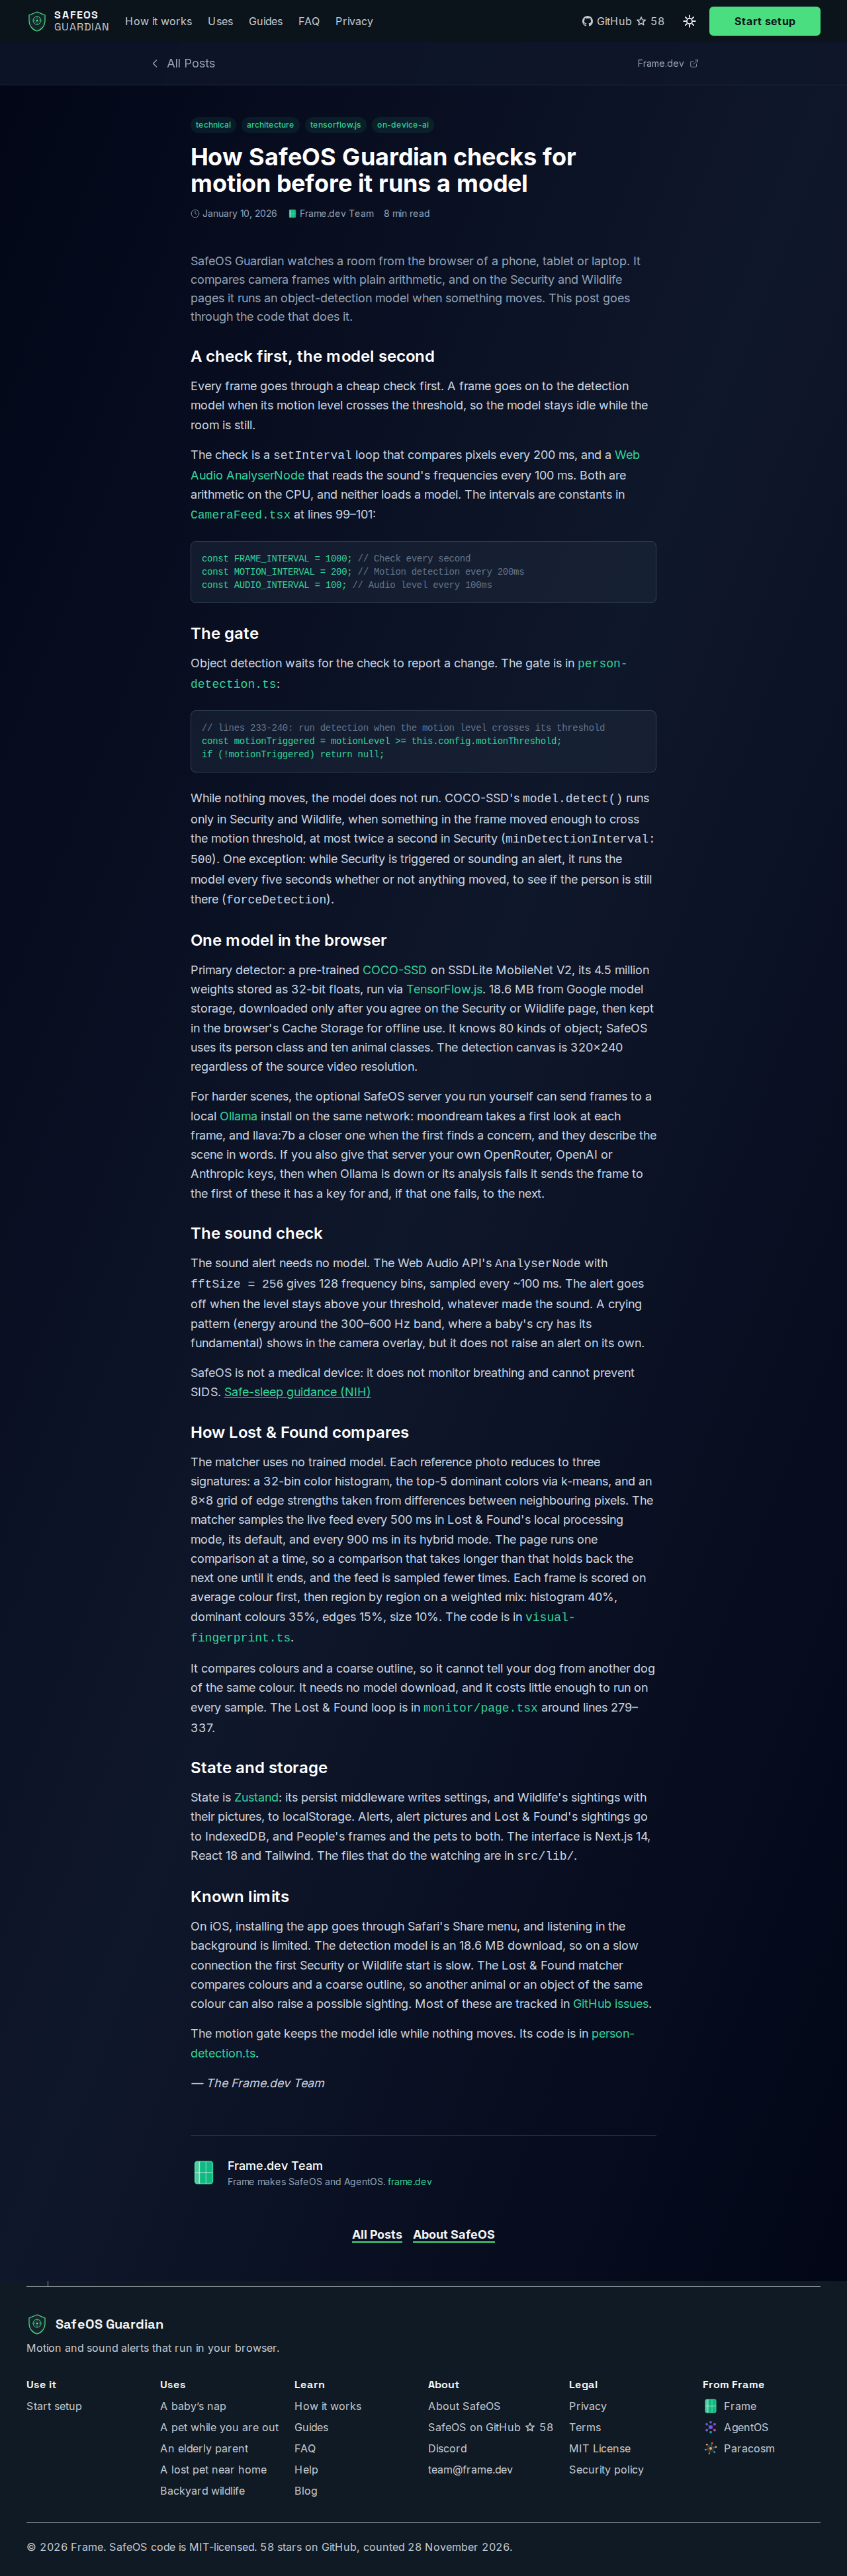 SAFEOS
GUARDIAN
How it works Uses Guides FAQ Privacy
GitHub ☆ 58
Start setup
All Posts
Frame.dev
technical architecture tensorflow.js on-device-ai
How SafeOS Guardian checks for
motion before it runs a model
January 10, 2026 Frame.dev Team 8 min read
SafeOS Guardian watches a room from the browser of a phone, tablet or laptop. It
compares camera frames with plain arithmetic, and on the Security and Wildlife
pages it runs an object-detection model when something moves. This post goes
through the code that does it.
A check first, the model second
Every frame goes through a cheap check first. A frame goes on to the detection
model when its motion level crosses the threshold, so the model stays idle while the
room is still.
The check is a setInterval loop that compares pixels every 200 ms, and a Web
Audio AnalyserNode that reads the sound's frequencies every 100 ms. Both are
arithmetic on the CPU, and neither loads a model. The intervals are constants in
CameraFeed.tsx at lines 99–101:
const FRAME_INTERVAL = 1000; // Check every second
const MOTION_INTERVAL = 200; // Motion detection every 200ms
const AUDIO_INTERVAL = 100; // Audio level every 100ms
The gate
Object detection waits for the check to report a change. The gate is in person-
detection.ts:
// lines 233-240: run detection when the motion level crosses its threshold
const motionTriggered = motionLevel >= this.config.motionThreshold;
if (!motionTriggered) return null;
While nothing moves, the model does not run. COCO-SSD's model.detect() runs
only in Security and Wildlife, when something in the frame moved enough to cross
the motion threshold, at most twice a second in Security (minDetectionInterval:
500). One exception: while Security is triggered or sounding an alert, it runs the
model every five seconds whether or not anything moved, to see if the person is still
there (forceDetection).
One model in the browser
Primary detector: a pre-trained COCO-SSD on SSDLite MobileNet V2, its 4.5 million
weights stored as 32-bit floats, run via TensorFlow.js. 18.6 MB from Google model
storage, downloaded only after you agree on the Security or Wildlife page, then kept
in the browser's Cache Storage for offline use. It knows 80 kinds of object; SafeOS
uses its person class and ten animal classes. The detection canvas is 320×240
regardless of the source video resolution.
For harder scenes, the optional SafeOS server you run yourself can send frames to a
local Ollama install on the same network: moondream takes a first look at each
frame, and llava:7b a closer one when the first finds a concern, and they describe the
scene in words. If you also give that server your own OpenRouter, OpenAI or
Anthropic keys, then when Ollama is down or its analysis fails it sends the frame to
the first of these it has a key for and, if that one fails, to the next.
The sound check
The sound alert needs no model. The Web Audio API's AnalyserNode with
fftSize = 256 gives 128 frequency bins, sampled every ~100 ms. The alert goes
off when the level stays above your threshold, whatever made the sound. A crying
pattern (energy around the 300–600 Hz band, where a baby's cry has its
fundamental) shows in the camera overlay, but it does not raise an alert on its own.
SafeOS is not a medical device: it does not monitor breathing and cannot prevent
SIDS. Safe-sleep guidance (NIH)
How Lost & Found compares
The matcher uses no trained model. Each reference photo reduces to three
signatures: a 32-bin color histogram, the top-5 dominant colors via k-means, and an
8×8 grid of edge strengths taken from differences between neighbouring pixels. The
matcher samples the live feed every 500 ms in Lost & Found's local processing
mode, its default, and every 900 ms in its hybrid mode. The page runs one
comparison at a time, so a comparison that takes longer than that holds back the
next one until it ends, and the feed is sampled fewer times. Each frame is scored on
average colour first, then region by region on a weighted mix: histogram 40%,
dominant colours 35%, edges 15%, size 10%. The code is in visual-
fingerprint.ts.
It compares colours and a coarse outline, so it cannot tell your dog from another dog
of the same colour. It needs no model download, and it costs little enough to run on
every sample. The Lost & Found loop is in monitor/page.tsx around lines 279–
337.
State and storage
State is Zustand: its persist middleware writes settings, and Wildlife's sightings with
their pictures, to localStorage. Alerts, alert pictures and Lost & Found's sightings go
to IndexedDB, and People's frames and the pets to both. The interface is Next.js 14,
React 18 and Tailwind. The files that do the watching are in src/lib/.
Known limits
On iOS, installing the app goes through Safari's Share menu, and listening in the
background is limited. The detection model is an 18.6 MB download, so on a slow
connection the first Security or Wildlife start is slow. The Lost & Found matcher
compares colours and a coarse outline, so another animal or an object of the same
colour can also raise a possible sighting. Most of these are tracked in GitHub issues.
The motion gate keeps the model idle while nothing moves. Its code is in person-
detection.ts.
— The Frame.dev Team
Frame.dev Team
Frame makes SafeOS and AgentOS. frame.dev
All Posts About SafeOS
SafeOS Guardian
Motion and sound alerts that run in your browser.
Use it
Start setup
Uses
A baby's nap
A pet while you are out
An elderly parent
A lost pet near home
Backyard wildlife
Learn
How it works
Guides
FAQ
Help
Blog
About
About SafeOS
SafeOS on GitHub ☆ 58
Discord
team@frame.dev
Legal
Privacy
Terms
MIT License
Security policy
From Frame
Frame
AgentOS
Paracosm
© 2026 Frame. SafeOS code is MIT-licensed. 58 stars on GitHub, counted 28 November 2026.